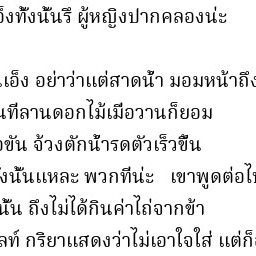 อ็งทั้งนั้นรึ ผู้หญิงปากคลองน่ะ
เอ็ง อย่าว่าแต่สาดน้ำ มอมหน้าถึง
นที่ลานดอกไม้เมื่อวานก็ยอม
ขัน จ้วงตักน้ำรดตัวเร็วขึ้น
งนั้นแหละ พวกที่น่ะ เขาพูดต่อไป
นั้น ถึงไม่ได้กินค่าไถ่จากข้า
ลท์ กริยาแสดงว่าไม่เอาใจใส่ แต่ก็